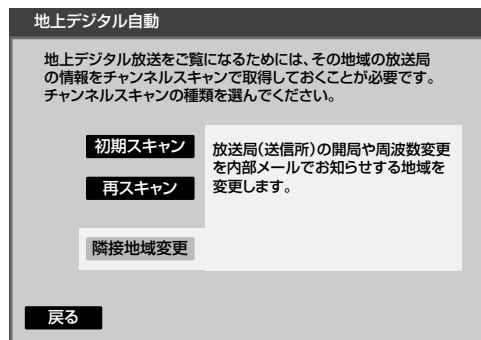 地上デジタル自動
地上デジタル放送をご覧になるためには、その地域の放送局
の情報をチャンネルスキャンで取得しておくことが必要です。
チャンネルスキャンの種類を選んでください。
初期スキャン
再スキャン
隣接地域変更
放送局(送信所)の開局や周波数変更
を内部メールでお知らせする地域を
変更します。
戻る